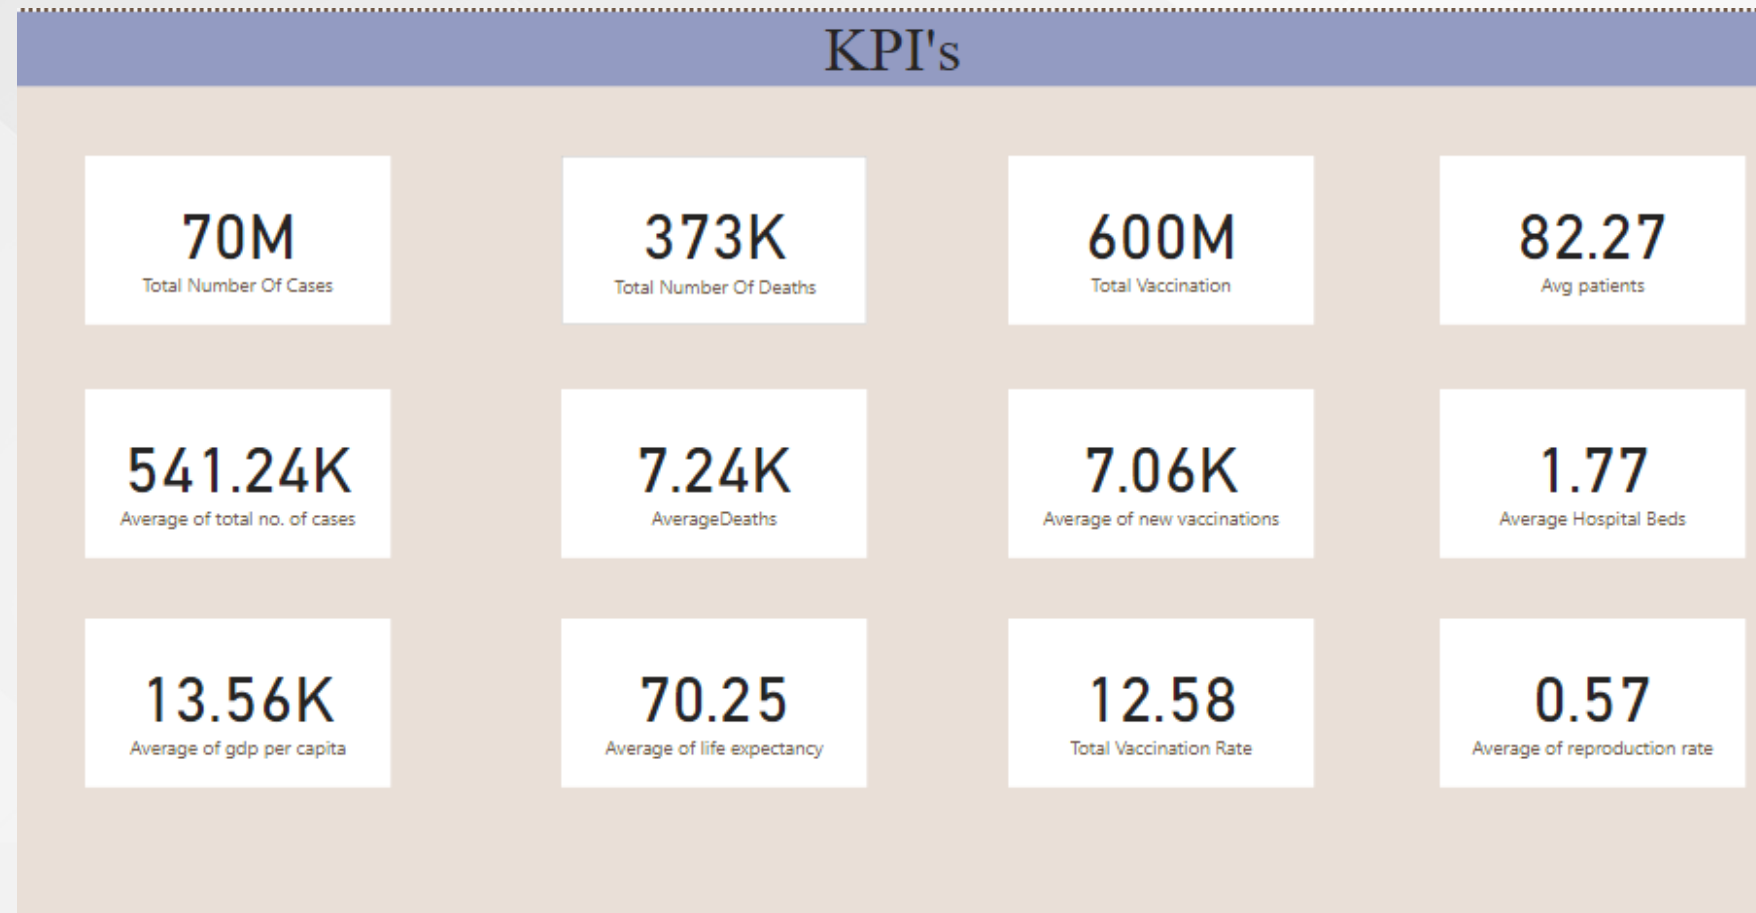 KPI's
70M
Total Number Of Cases
373K
Total Number Of Deaths
600M
Total Vaccination
82.27
Avg patients
541.24K
Average of total no. of cases
7.24K
AverageDeaths
7.06K
Average of new vaccinations
1.77
Average Hospital Beds
13.56K
Average of gdp per capita
70.25
Average of life expectancy
12.58
Total Vaccination Rate
0.57
Average of reproduction rate